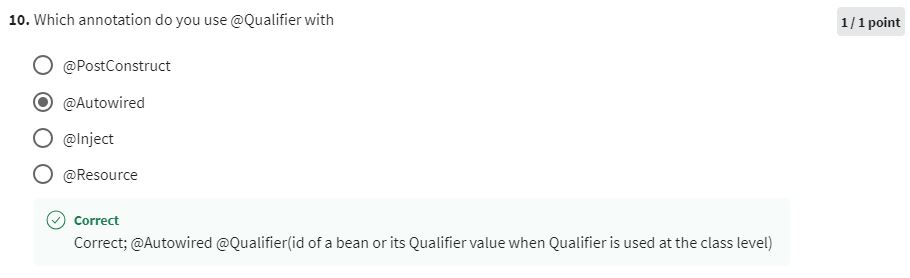 10. Which annotation do you use @Qualifier with
1 / 1 point
@PostConstruct
@Autowired
@Inject
@Resource
Correct
Correct; @Autowired @Qualifier(id of a bean or its Qualifier value when Qualifier is used at the class level)